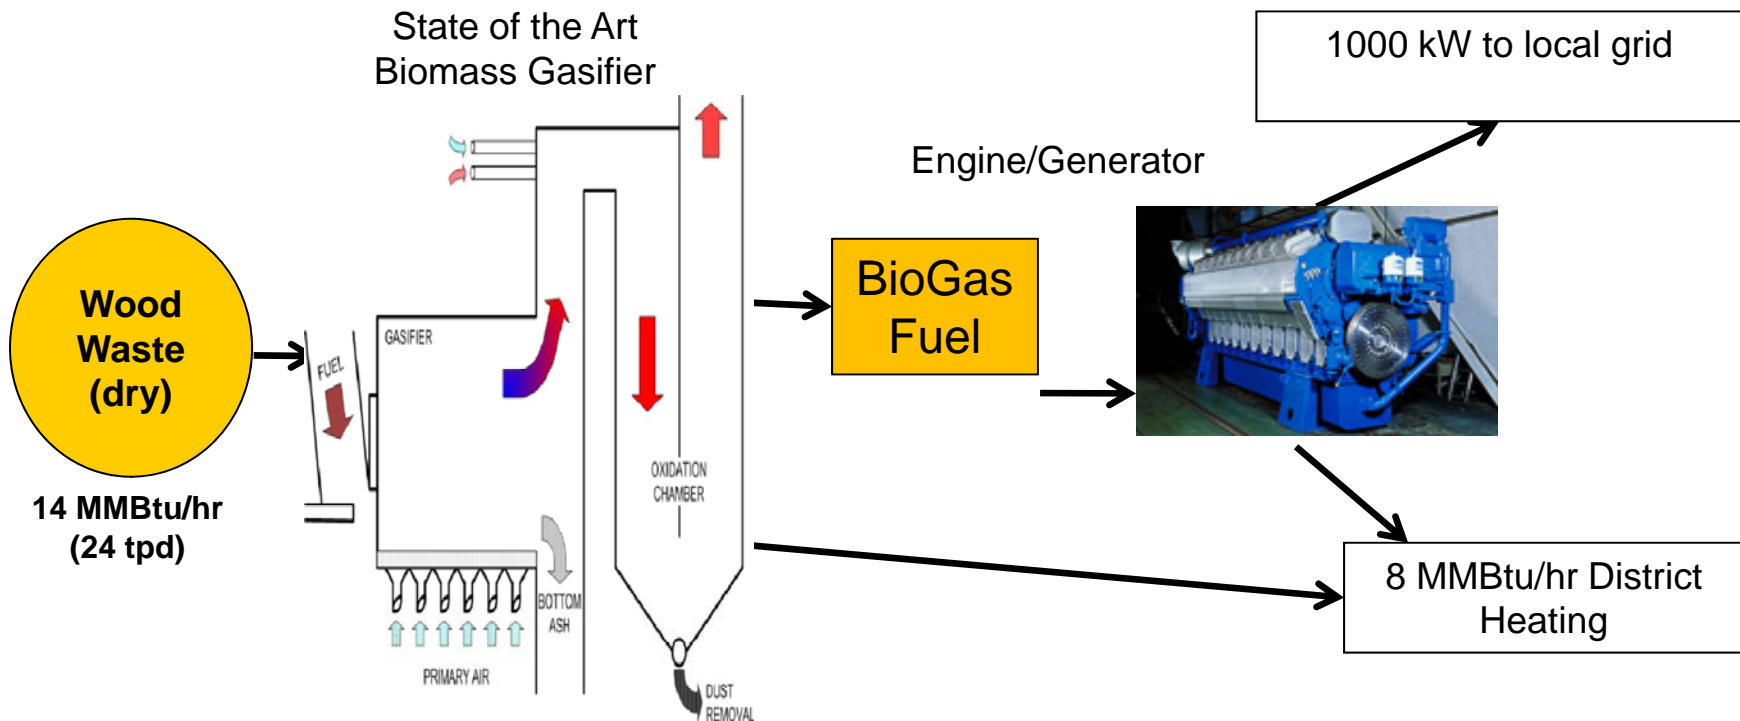 State of the Art
Biomass Gasifier
1000 kW to local grid
Engine/Generator
Wood
Waste
(dry)
14 MMBtu/hr
(24 tpd)
GASIFIER
FUEL
OXIDATION
CHAMBER
BOTTOM
ASH
PRIMARY AIR
DUST
REMOVAL
BioGas
Fuel
8 MMBtu/hr District
Heating